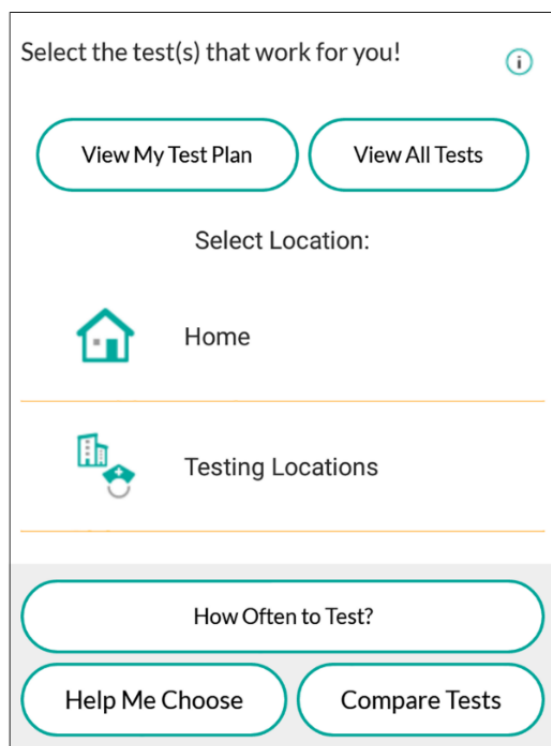 Select the test(s) that work for you!
View My Test Plan
View All Tests
Select Location:
Home
Testing Locations
How Often to Test?
Help Me Choose
Compare Tests